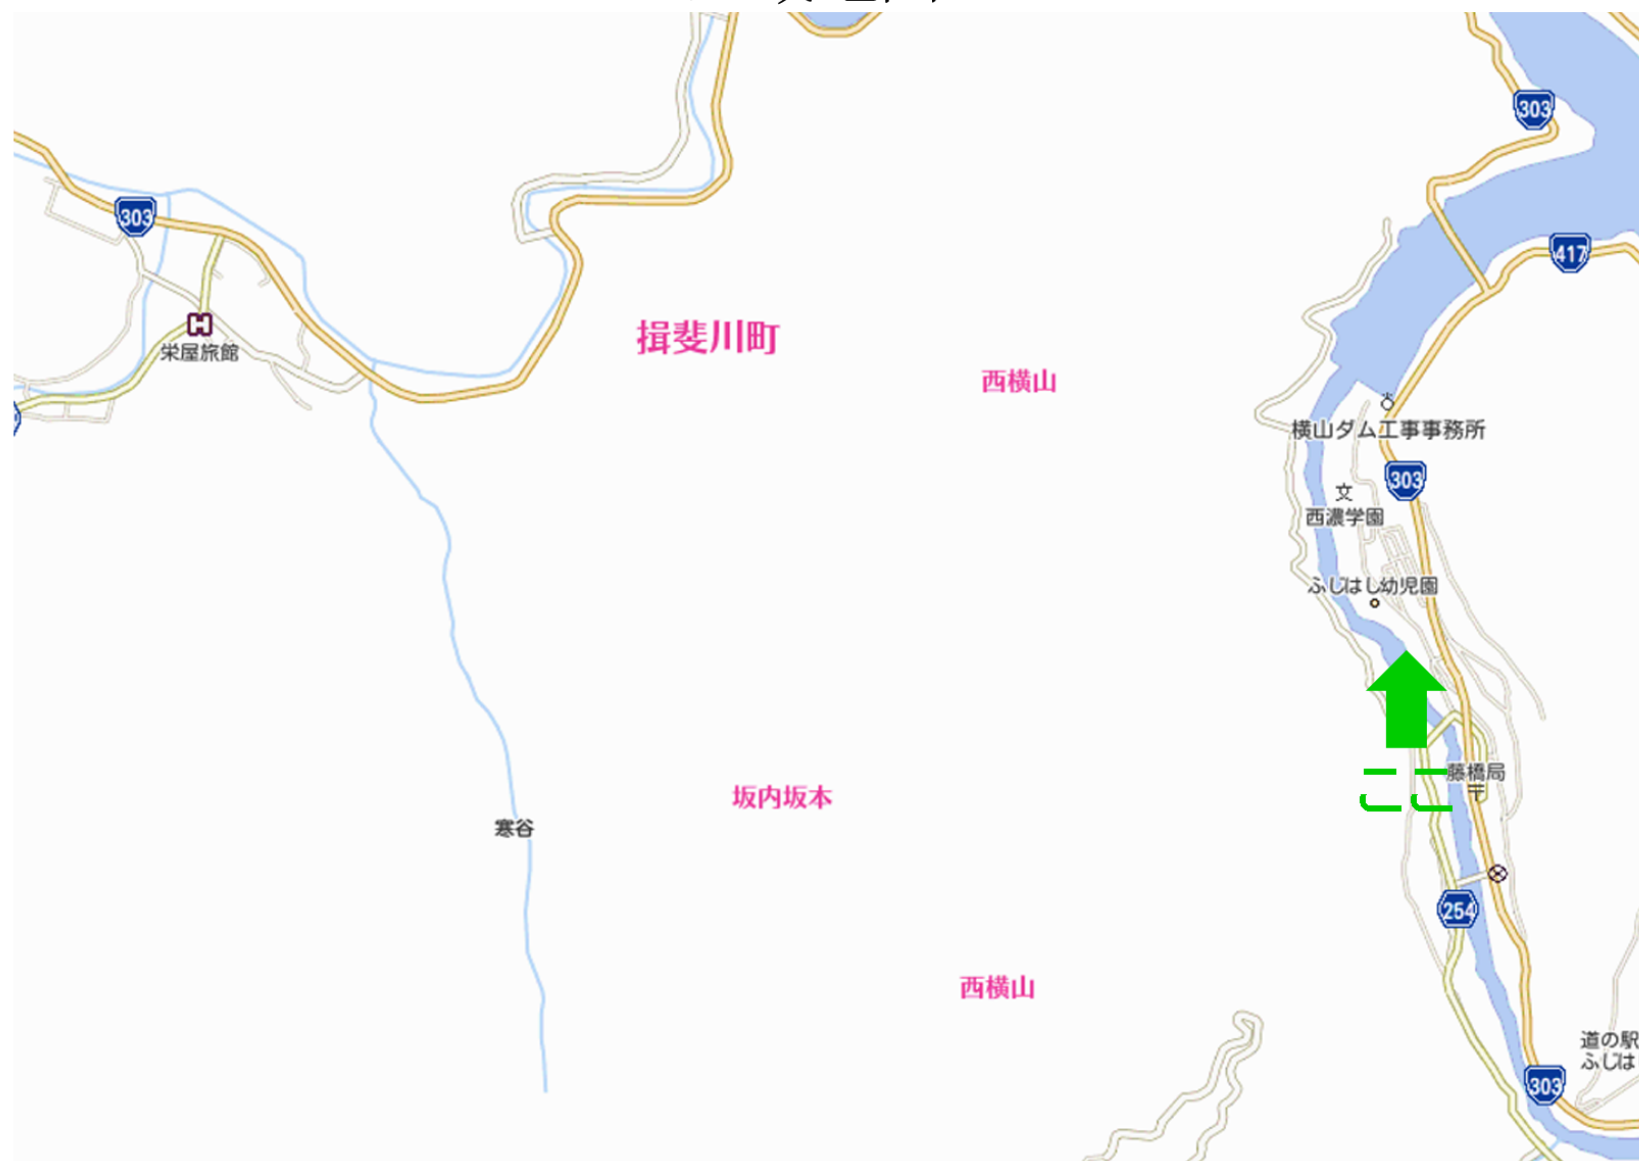 303
303
417
揖斐川町
栄屋旅館
西横山
横山ダム工事事務所
303
文
西濃学園
ふじはし幼児園
藤橋局
ここ
坂内坂本
寒谷
254
西横山
道の駅
ふじは
303